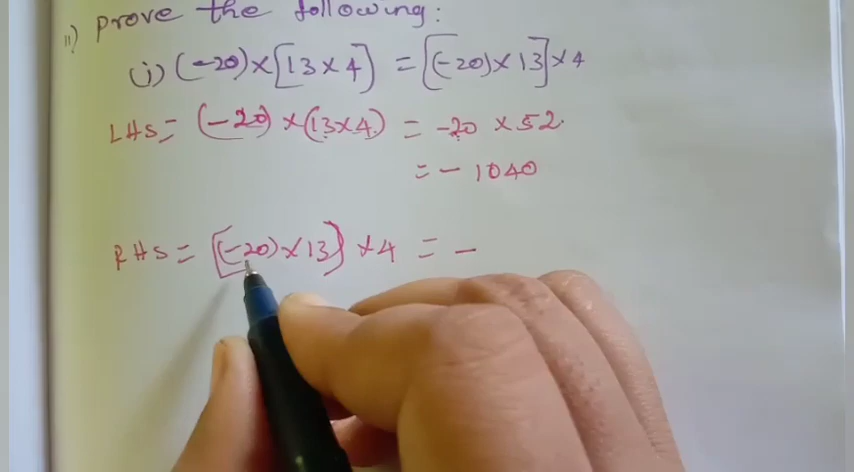 ii) Prove the following:
(i) (-20)×[13×4] = [(-20)×13]×4
LHS = (-20)×(13×4) = -20×52
= -1040
RHS = [(-20)×13]×4 = -